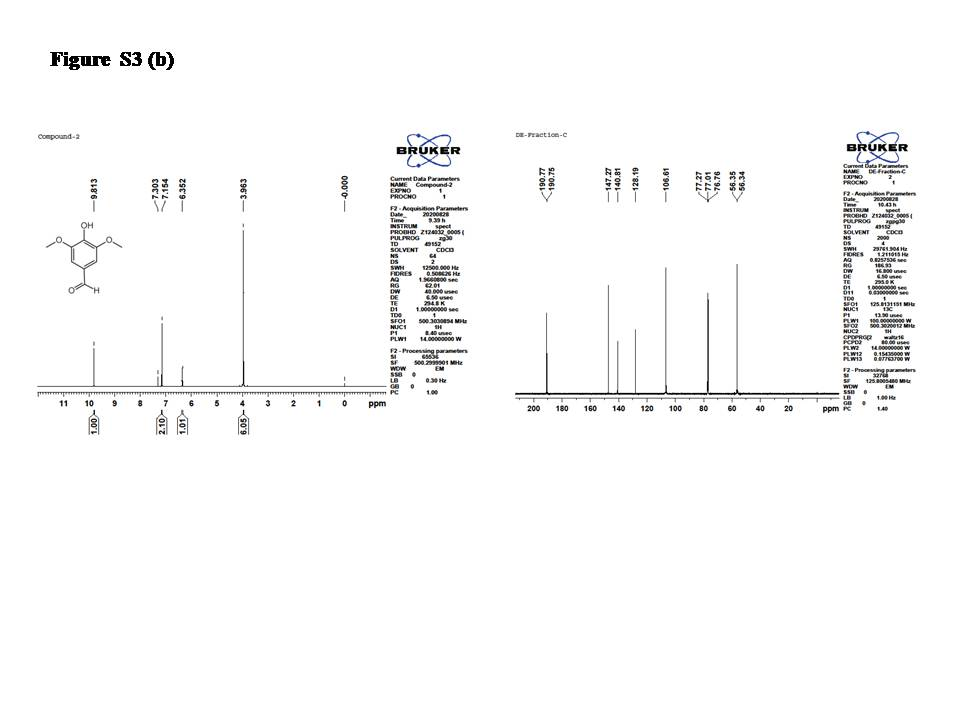 Figure S3 (b)
Compound-2
9.813
7.303
7.154
6.352
3.963
-0.000
OH
O
O
O
H
11 10 9 8 7 6 5 4 3 2 1 0 ppm
1.00
2.10
1.01
6.05
BRUKER
Current Data Parameters
NAME Compound-2
EXPNO 1
PROCNO 1
F2 - Acquisition Parameters
Date_ 20200828
Time 9.39 h
INSTRUM spect
PROBHD Z124032_0005 (
PULPROG zg30
TD 49152
SOLVENT CDCl3
NS 64
DS 2
SWH 12500.000 Hz
FIDRES 0.508626 Hz
AQ 1.9660800 sec
RG 62.01
DW 40.000 usec
DE 6.50 usec
TE 294.8 K
D1 1.00000000 sec
TD0 1
SFO1 500.3030894 MHz
NUC1 1H
P1 8.40 usec
PLW1 14.00000000 W
F2 - Processing parameters
SI 65536
SF 500.2999901 MHz
WDW EM
SSB 0
LB 0.30 Hz
GB 0
PC 1.00
DE-Fraction-C
190.77
190.75
147.27
140.81
128.19
106.61
77.27
77.01
76.76
56.35
56.34
200 180 160 140 120 100 80 60 40 20 ppm
BRUKER
Current Data Parameters
NAME DE-Fraction-C
EXPNO 2
PROCNO 1
F2 - Acquisition Parameters
Date_ 20200828
Time 10.43 h
INSTRUM spect
PROBHD Z124032_0005 (
PULPROG zgpg30
TD 49152
SOLVENT CDCl3
NS 2000
DS 4
SWH 29761.904 Hz
FIDRES 1.211015 Hz
AQ 0.8257536 sec
RG 186.93
DW 16.800 usec
DE 6.50 usec
TE 295.0 K
D1 1.00000000 sec
D11 0.03000000 sec
TD0 1
SFO1 125.8131151 MHz
NUC1 13C
P1 13.90 usec
PLW1 100.00000000 W
SFO2 500.3020012 MHz
NUC2 1H
CPDPRG[2 waltz16
PCPD2 80.00 usec
PLW2 14.00000000 W
PLW12 0.15435000 W
PLW13 0.07763700 W
F2 - Processing parameters
SI 32768
SF 125.8005480 MHz
WDW EM
SSB 0
LB 1.00 Hz
GB 0
PC 1.40